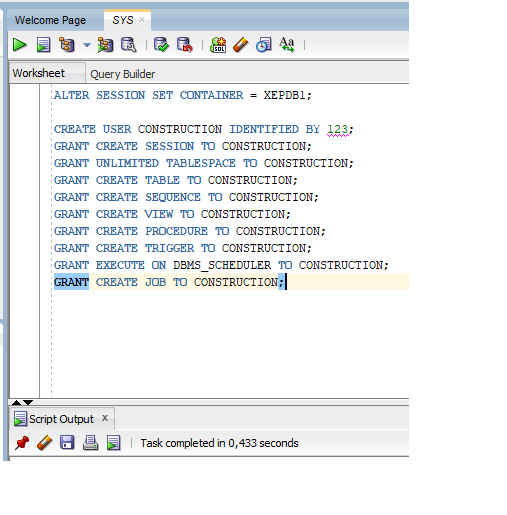 Welcome Page
SYS
SQL
Aa
Worksheet
Query Builder
ALTER SESSION SET CONTAINER = XEPDB1;
CREATE USER CONSTRUCTION IDENTIFIED BY 123;
GRANT CREATE SESSION TO CONSTRUCTION;
GRANT UNLIMITED TABLESPACE TO CONSTRUCTION;
GRANT CREATE TABLE TO CONSTRUCTION;
GRANT CREATE SEQUENCE TO CONSTRUCTION;
GRANT CREATE VIEW TO CONSTRUCTION;
GRANT CREATE PROCEDURE TO CONSTRUCTION;
GRANT CREATE TRIGGER TO CONSTRUCTION;
GRANT EXECUTE ON DBMS_SCHEDULER TO CONSTRUCTION;
GRANT CREATE JOB TO CONSTRUCTION;
Script Output x
Task completed in 0,433 seconds